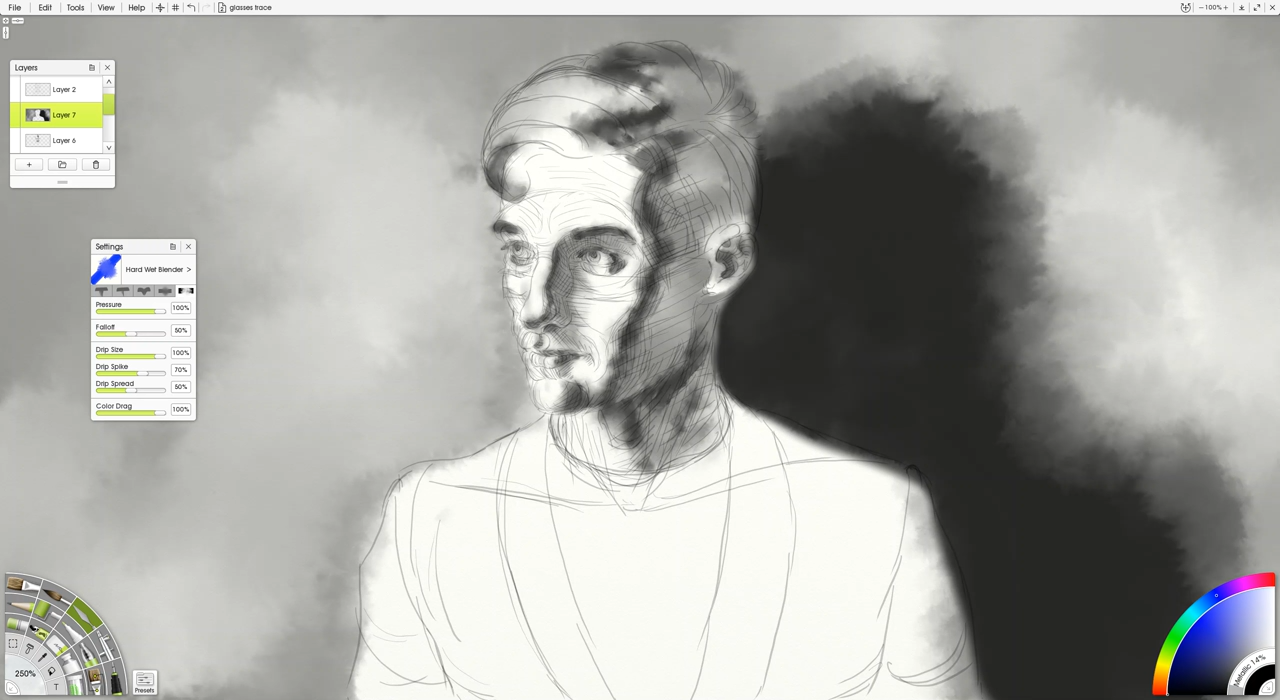 File Edit Tools View Help glasses trace −100%+
Layers
Layer 2
Layer 7
Layer 6
+
Settings
Hard Wet Blender >
Pressure 100%
Falloff 50%
Drip Size 100%
Drip Spike 70%
Drip Spread 50%
Color Drag 100%
250%
T
Presets
Metallic 14%